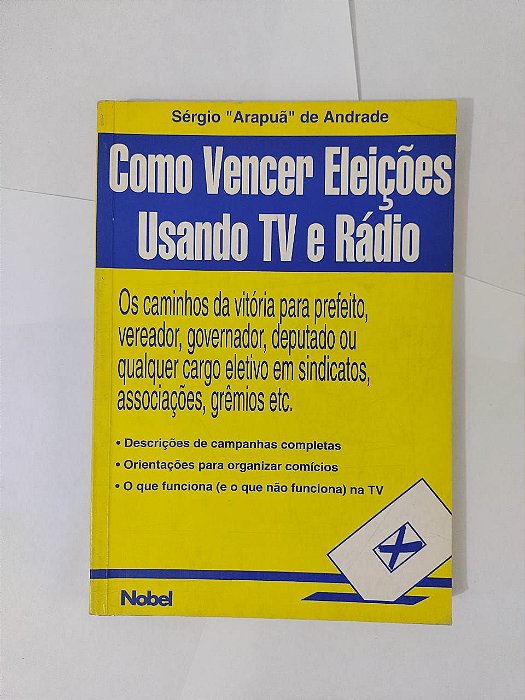 Sérgio "Arapuã" de Andrade
Como Vencer Eleições
Usando TV e Rádio
Os caminhos da vitória para prefeito,
vereador, governador, deputado ou
qualquer cargo eletivo em sindicatos,
associações, grêmios etc.
• Descrições de campanhas completas
• Orientações para organizar comícios
• O que funciona (e o que não funciona) na TV
Nobel